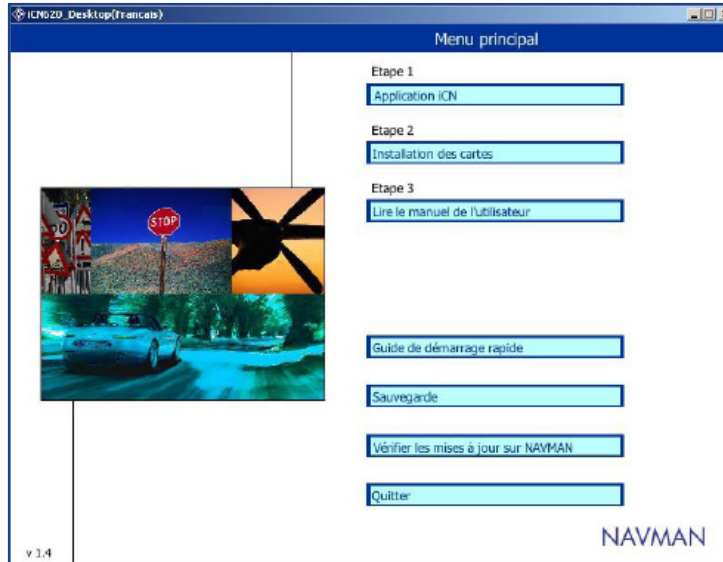 iCN620_Desktop(Francais)
Menu principal
Etape 1
Application iCN
Etape 2
Installation des cartes
Etape 3
Lire le manuel de l'utilisateur
STOP
Guide de démarrage rapide
Sauvegarde
Vérifier les mises à jour sur NAVMAN
Quitter
NAVMAN
v 1.4